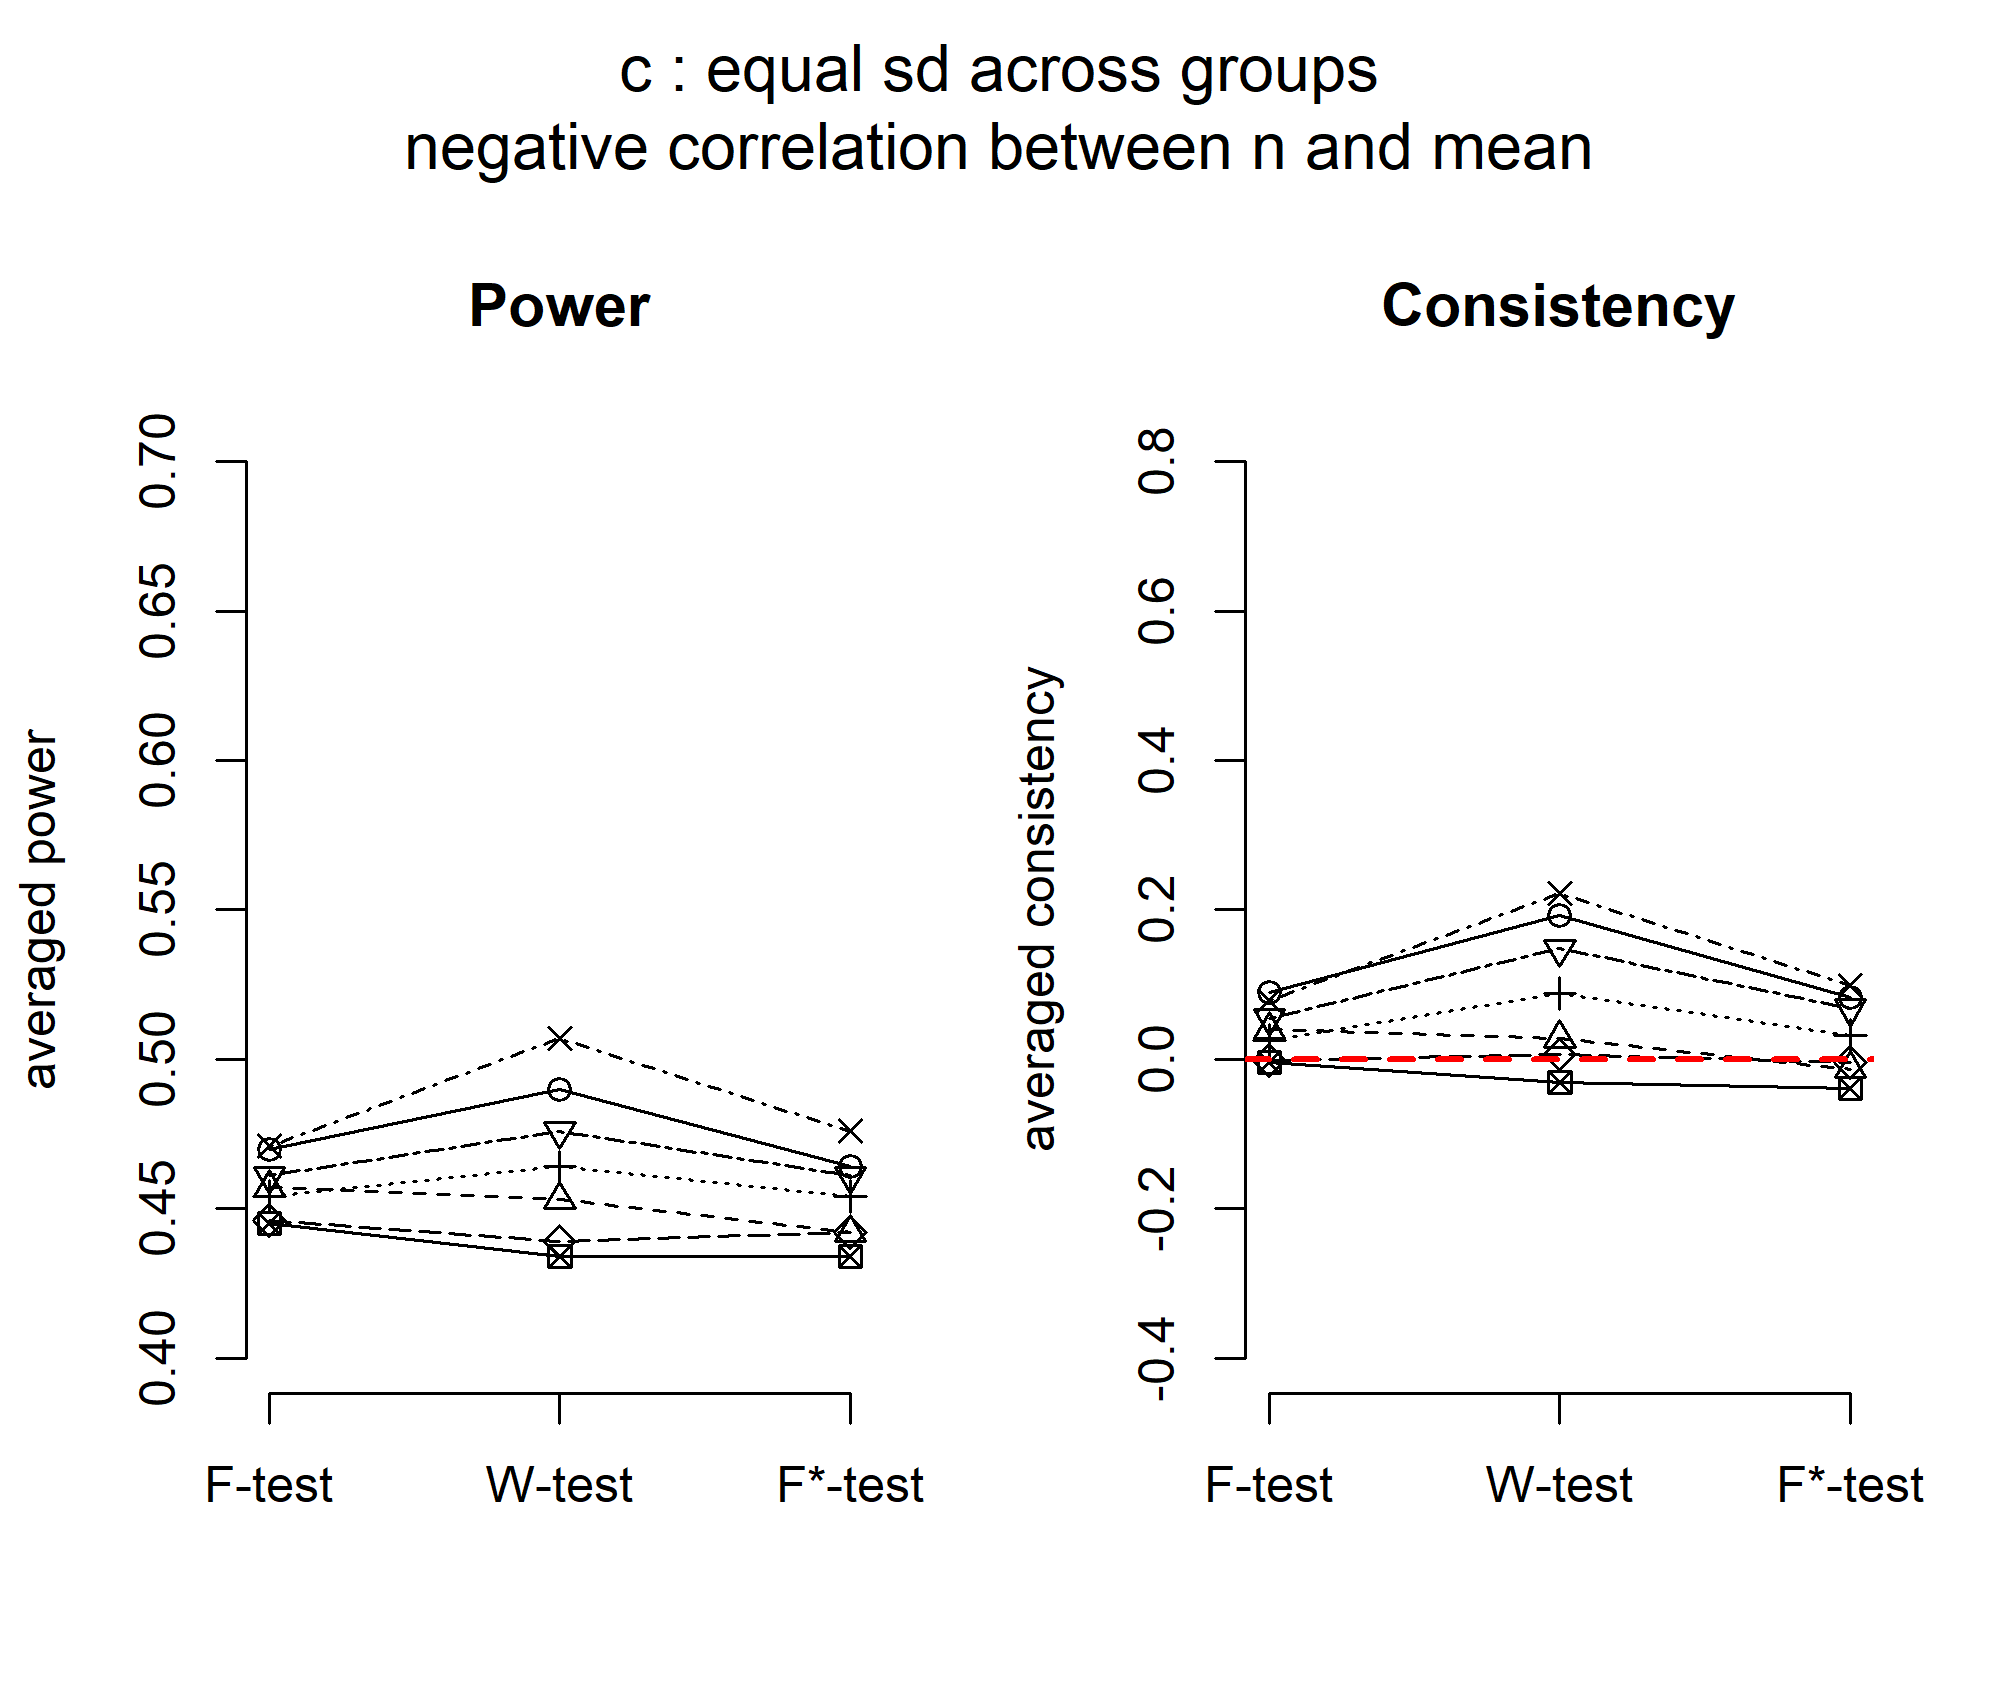 c : equal sd across groups
negative correlation between n and mean
Power
averaged power
0.70
0.65
0.60
0.55
0.50
0.45
0.40
F-test W-test F*-test
Consistency
averaged consistency
0.8
0.6
0.4
0.2
0.0
-0.2
-0.4
F-test W-test F*-test